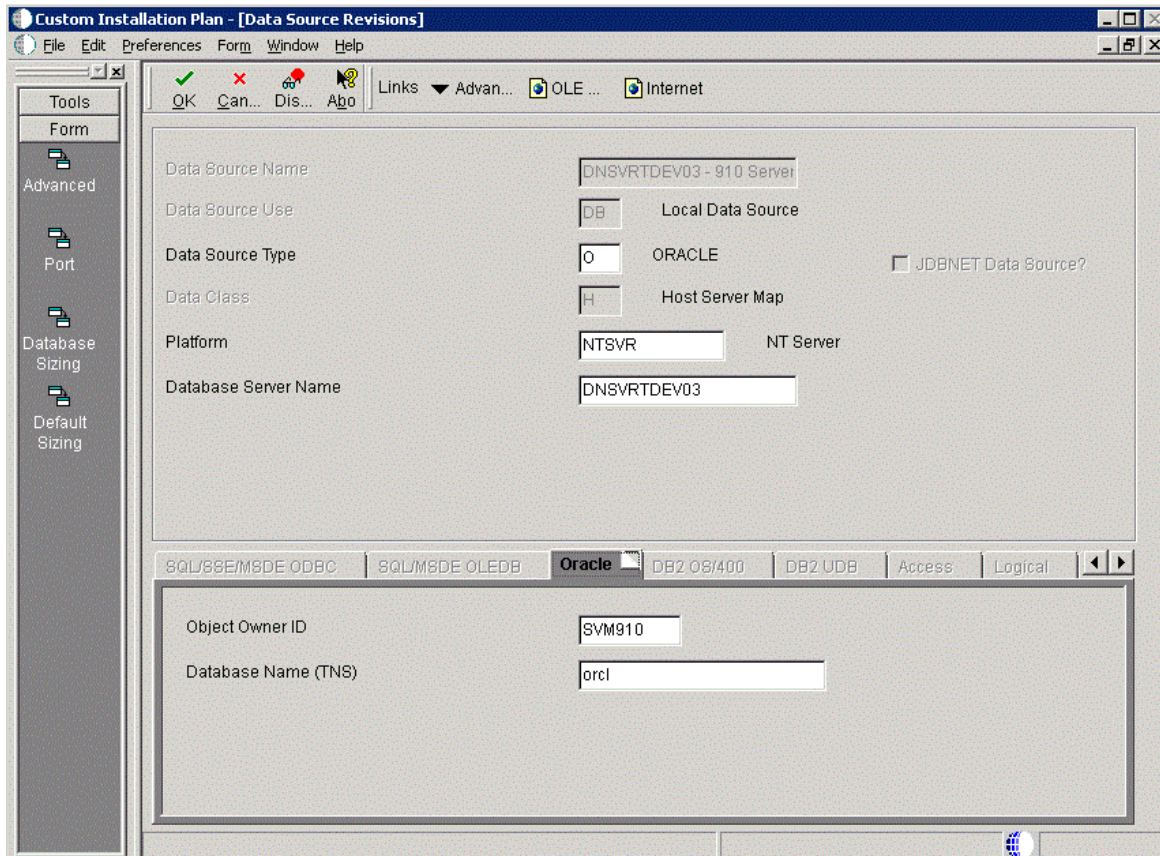 Custom Installation Plan - [Data Source Revisions]
File Edit Preferences Form Window Help
Tools
Form
Advanced
Port
Database
Sizing
Default
Sizing
OK Can... Dis... Abo Links Advan... OLE ... Internet
Data Source Name DNSVRTDEV03 - 910 Server
Data Source Use DB Local Data Source
Data Source Type O ORACLE JDBNET Data Source?
Data Class H Host Server Map
Platform NTSVR NT Server
Database Server Name DNSVRTDEV03
SQL/SSE/MSDE ODBC SQL/MSDE OLEDB Oracle DB2 OS/400 DB2 UDB Access Logical
Object Owner ID SVM910
Database Name (TNS) orcl